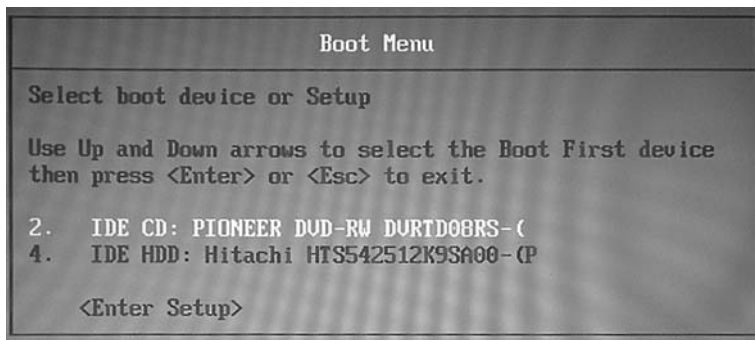 Boot Menu
Select boot device or Setup
Use Up and Down arrows to select the Boot First device
then press <Enter> or <Esc> to exit.
2. IDE CD: PIONEER DVD-RW DVRTD08RS-(
4. IDE HDD: Hitachi HTS542512K9SA00-(P
<Enter Setup>